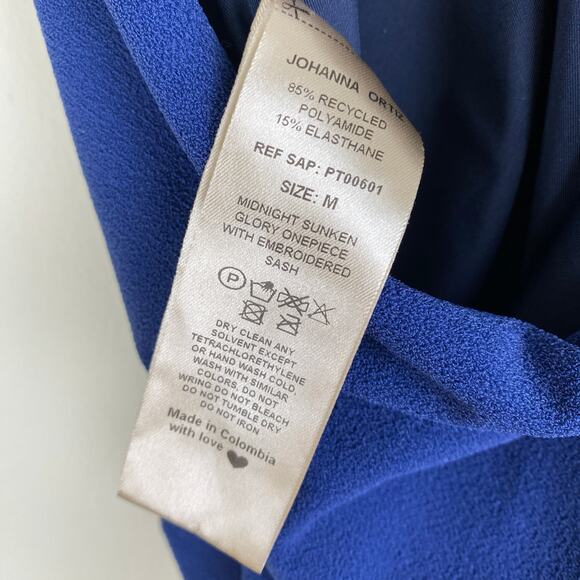 JOHANNA ORTIZ
85% RECYCLED
POLYAMIDE
15% ELASTHANE
REF SAP: PT00601
SIZE: M
MIDNIGHT SUNKEN
GLORY ONEPIECE
WITH EMBROIDERED
SASH
P
DRY CLEAN ANY
SOLVENT EXCEPT
TETRACHLORETHYLENE
OR HAND WASH COLD.
WASH WITH SIMILAR
COLORS. DO NOT
WRING DO NOT BLEACH
DO NOT TUMBLE DRY
DO NOT IRON
Made in Colombia
with love